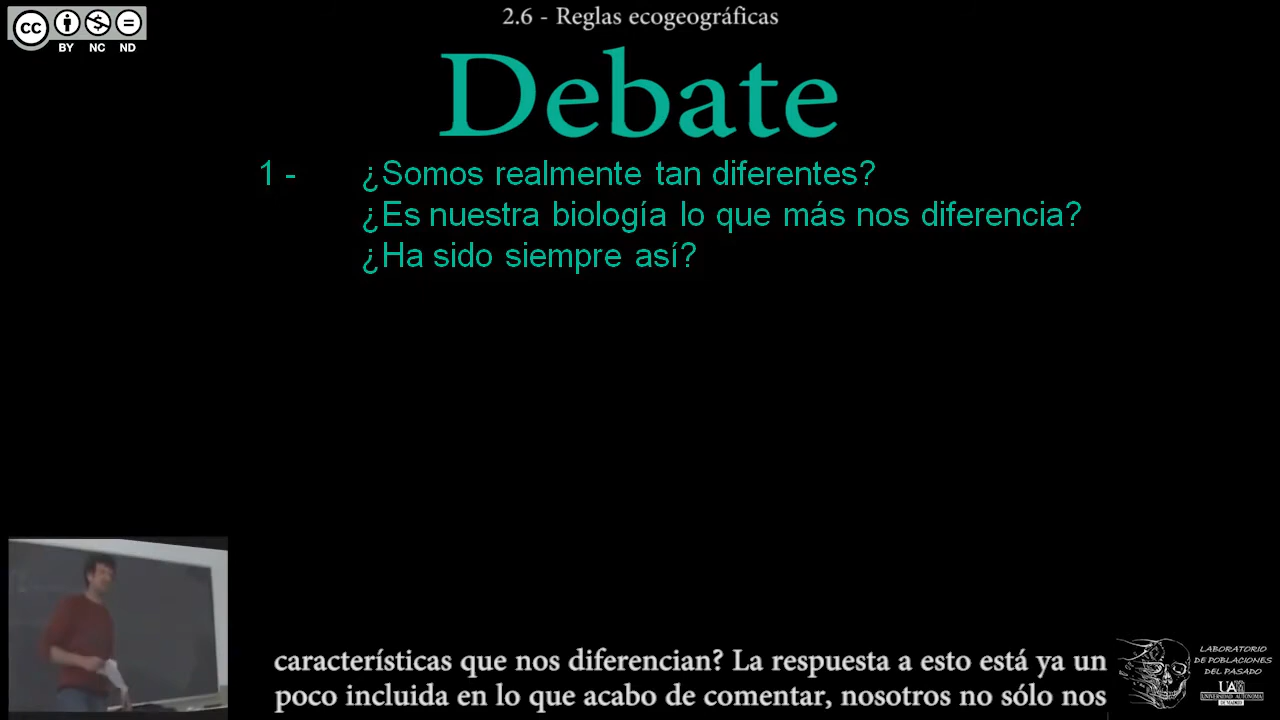 2.6 - Reglas ecogeográficas
cc
BY NC ND
Debate
1 - ¿Somos realmente tan diferentes?
¿Es nuestra biología lo que más nos diferencia?
¿Ha sido siempre así?
características que nos diferencian? La respuesta a esto está ya un
poco incluida en lo que acabo de comentar, nosotros no sólo nos
LABORATORIO
DE POBLACIONES
DEL PASADO
UAM
UNIVERSIDAD AUTONOMA
DE MADRID